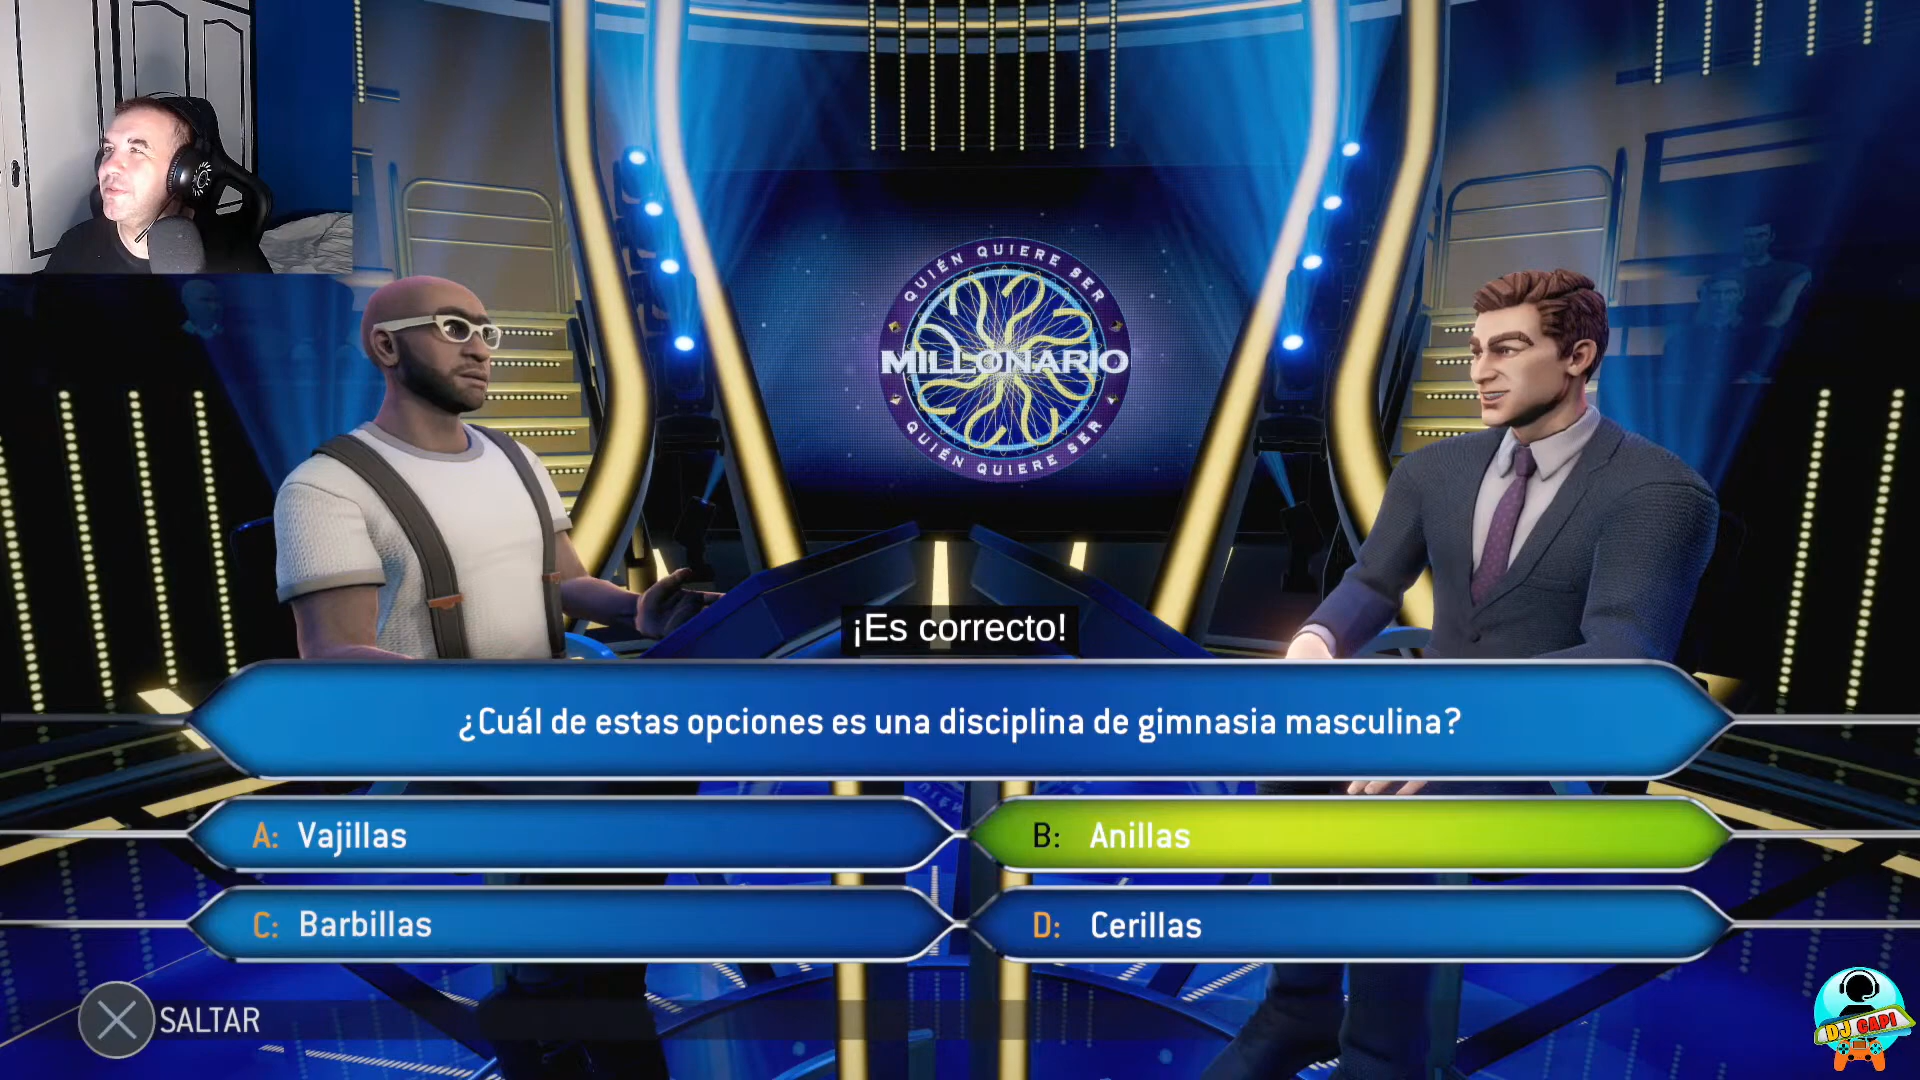 QUIÉN QUIERE SER
MILLONARIO
QUIÉN QUIERE SER
¡Es correcto!
¿Cuál de estas opciones es una disciplina de gimnasia masculina?
A: Vajillas
B: Anillas
C: Barbillas
D: Cerillas
SALTAR
DJ CAPI